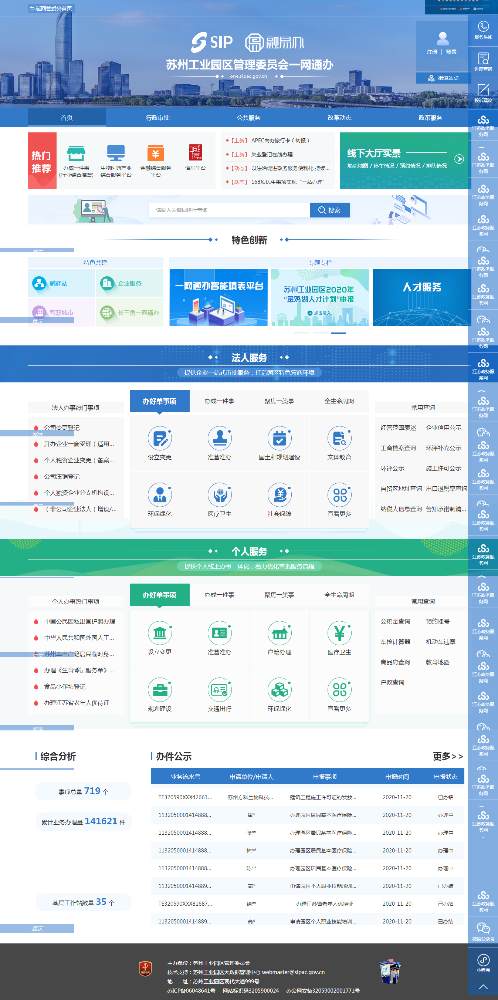 返回管委会首页
SIP 融易办
苏州工业园区管理委员会一网通办
one.sipac.gov.cn
注册 | 登录
街道站点
服务热线
进度查询
投诉建议
首页 行政审批 公共服务 改革动态 政策服务
热门
推荐
办成一件事
(行业综合准营)
生物医药产业
综合服务平台
金融综合服务
平台
信用平台
【上新】 APEC商务旅行卡（转报）
【上新】 失业登记在线办理
【动态】 以法治促进政务服务便利化 持续...
【动态】 168项民生事项实现“一站办理”
线下大厅实景
地点地图 / 停车情况 / 预约情况 / 排队情况
江苏政务服
务网
江苏政务服
务网
江苏政务服
务网
江苏政务服
务网
请输入关键词进行查询
搜索
特色创新
显示
特色共建
融驿站
企业服务
智慧城市
长三角一网通办
显示
专题专栏
一网通办智能填表平台
苏州工业园区2020年
“金鸡湖人才计划”申报
点击进入
人才服务
江苏政务服
务网
江苏政务服
务网
江苏政务服
务网
法人服务
提供企业一站式审批服务，打造园区特色营商环境
江苏政务服
务网
法人办事热门事项
公司变更登记
显示
开办企业一窗受理（适用...
个人独资企业变更（备案...
公司注销登记
个人独资企业分支机构设...
（非公司企业法人）增设/...
办好单事项 办成一件事 聚焦一类事 全生命周期
设立变更 准营准办 国土和规划建设 文体教育
环保绿化 医疗卫生 社会保障 查看更多
常用查询
经营范围表述 企业信用公示
工商档案查询 环评补充公示
环评公示 施工许可公示
自贸区地址查询 出口退税率查询
纳税人信息查询 告知承诺制清...
江苏政务服
务网
江苏政务服
务网
江苏政务服
务网
江苏政务服
务网
个人服务
提供个人线上办事一体化，着力优化审批服务流程
江苏政务服
务网
个人办事热门事项
中国公民因私出国护照办理
中华人民共和国外国人工...
苏州本市户籍居民临时身...
显示
办理《生育登记服务单》...
食品小作坊登记
办理江苏省老年人优待证
显示
办好单事项 办成一件事 聚焦一类事 全生命周期
设立变更 准营准办 户籍办理 医疗卫生
规划建设 交通出行 环保绿化 查看更多
常用查询
公积金查询 预约挂号
车检计算器 机动车违章
商品房查询 教育地图
户政查询
江苏政务服
务网
江苏政务服
务网
江苏政务服
务网
江苏政务服
务网
江苏政务服
务网
综合分析
事项总量 719 个
累计业务办理量 141621 件
基层工作站数量 35 个
显示
办件公示 更多>>
业务流水号 申请单位/申请人 申报事项 申报时间 申报状态
TE320590XXX42661... 苏州方科生物科技... 建筑工程施工许可证的发放... 2020-11-20 已办结
1132050001414888... 翟* 办理园区居民基本医疗保险... 2020-11-20 办理中
1132050001414888... 张** 办理园区居民基本医疗保险... 2020-11-20 办理中
1132050001414888... 林** 办理园区居民基本医疗保险... 2020-11-20 办理中
1132050001414888... 陈** 办理园区居民基本医疗保险... 2020-11-20 办理中
1132050001414889... 高* 申请园区个人职业技能培训... 2020-11-20 已办结
TE320590XXX81687... 徐** 办理江苏省老年人优待证 2020-11-20 已办结
1132050001414889... 高* 申请园区个人职业技能培训... 2020-11-20 已办结
江苏政务服
务网
江苏政务服
务网
江苏政务服
务网
微信公众号
小程序
主办单位：苏州工业园区管理委员会
技术支持：苏州工业园区大数据管理中心 webmaster@sipac.gov.cn
地 址：苏州工业园区现代大道999号
苏ICP备06048641号 网站标识码3205900024 苏公网安备32059002001771号